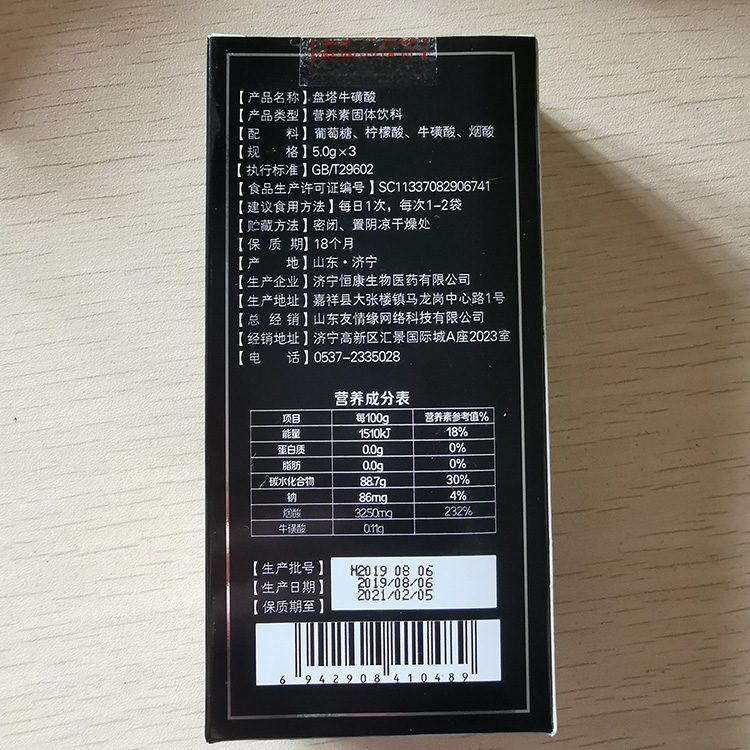 【产品名称】盘塔牛磺酸
【产品类型】营养素固体饮料
【配 料】葡萄糖、柠檬酸、牛磺酸、烟酸
【规 格】5.0g×3
【执行标准】GB/T29602
【食品生产许可证编号】SC11337082906741
【建议食用方法】每日1次，每次1-2袋
【贮藏方法】密闭、置阴凉干燥处
【保 质 期】18个月
【产 地】山东·济宁
【生产企业】济宁恒康生物医药有限公司
【生产地址】嘉祥县大张楼镇马龙岗中心路1号
【总 经 销】山东友情缘网络科技有限公司
【经销地址】济宁高新区汇景国际城A座2023室
【电 话】0537-2335028
营养成分表
项目 每100g 营养素参考值%
能量 1510kJ 18%
蛋白质 0.0g 0%
脂肪 0.0g 0%
碳水化合物 88.7g 30%
钠 86mg 4%
烟酸 3250mg 232%
牛磺酸 0.11g
【生产批号】H2019 08 06
【生产日期】2019/08/06
【保质期至】2021/02/05
6 942908 410489